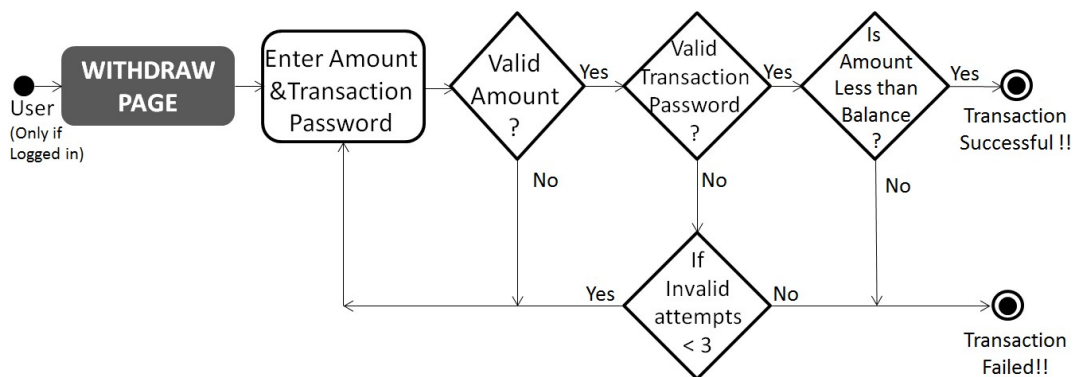 User
(Only if
Logged in)
WITHDRAW
PAGE
Enter Amount
&Transaction
Password
Valid
Amount
?
Yes
No
Valid
Transaction
Password
?
Yes
No
Is
Amount
Less than
Balance
?
Yes
No
Transaction
Successful !!
If
Invalid
attempts
< 3
Yes
No
Transaction
Failed!!